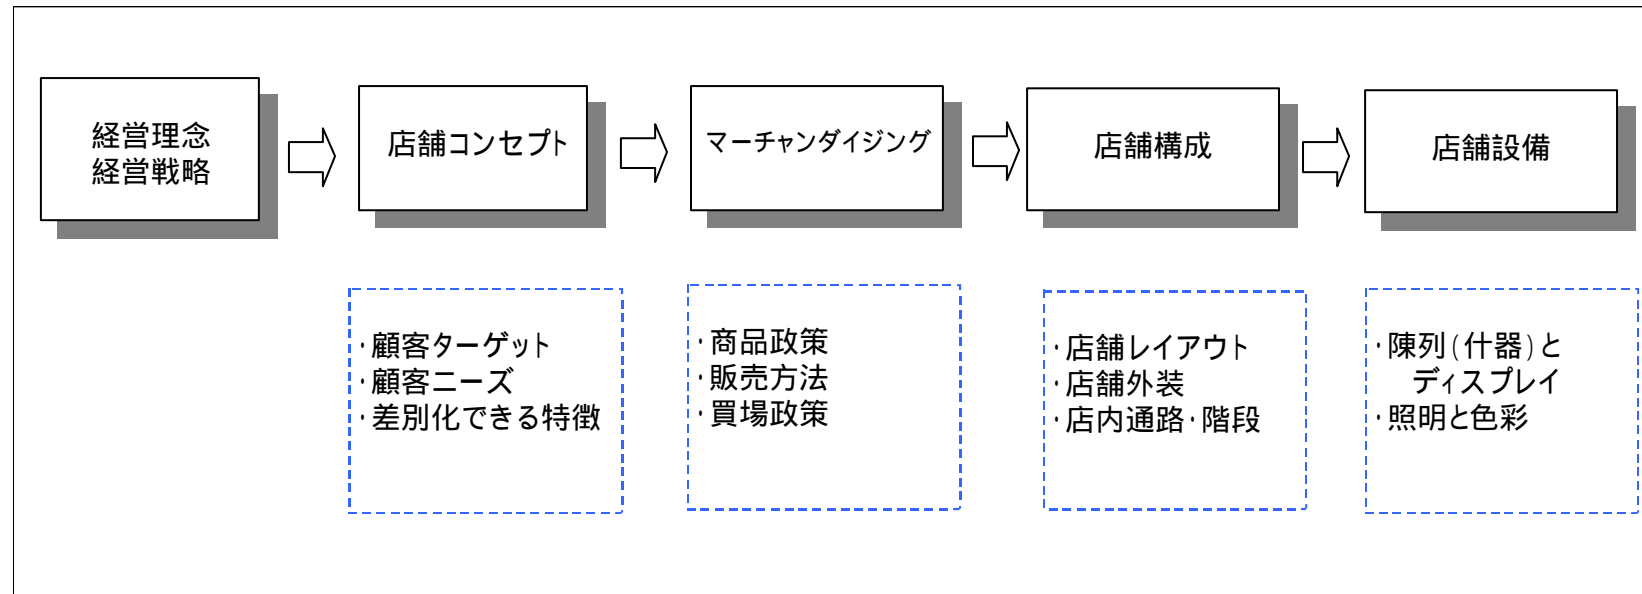 経営理念
経営戦略
店舗コンセプト
マーチャンダイジング
店舗構成
店舗設備
・顧客ターゲット
・顧客ニーズ
・差別化できる特徴
・商品政策
・販売方法
・買場政策
・店舗レイアウト
・店舗外装
・店内通路・階段
・陳列(什器)と
ディスプレイ
・照明と色彩